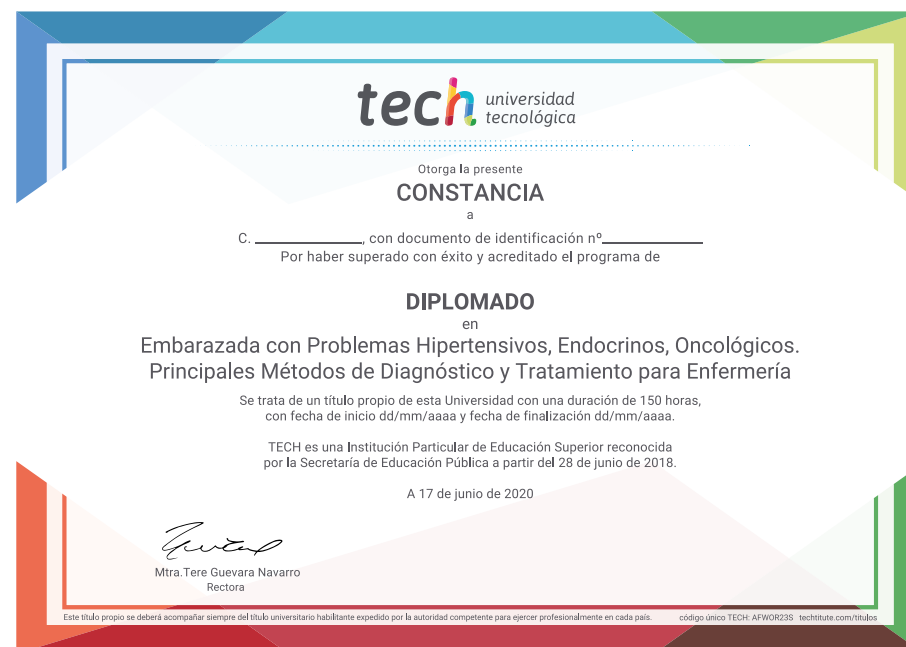 tech universidad
tecnológica
Otorga la presente
CONSTANCIA
a
C. ____________, con documento de identificación nº____________
Por haber superado con éxito y acreditado el programa de
DIPLOMADO
en
Embarazada con Problemas Hipertensivos, Endocrinos, Oncológicos.
Principales Métodos de Diagnóstico y Tratamiento para Enfermería
Se trata de un título propio de esta Universidad con una duración de 150 horas,
con fecha de inicio dd/mm/aaaa y fecha de finalización dd/mm/aaaa.
TECH es una Institución Particular de Educación Superior reconocida
por la Secretaría de Educación Pública a partir del 28 de junio de 2018.
A 17 de junio de 2020
Mtra.Tere Guevara Navarro
Rectora
Este título propio se deberá acompañar siempre del título universitario habilitante expedido por la autoridad competente para ejercer profesionalmente en cada país. código único TECH: AFWOR23S techtitute.com/titulos